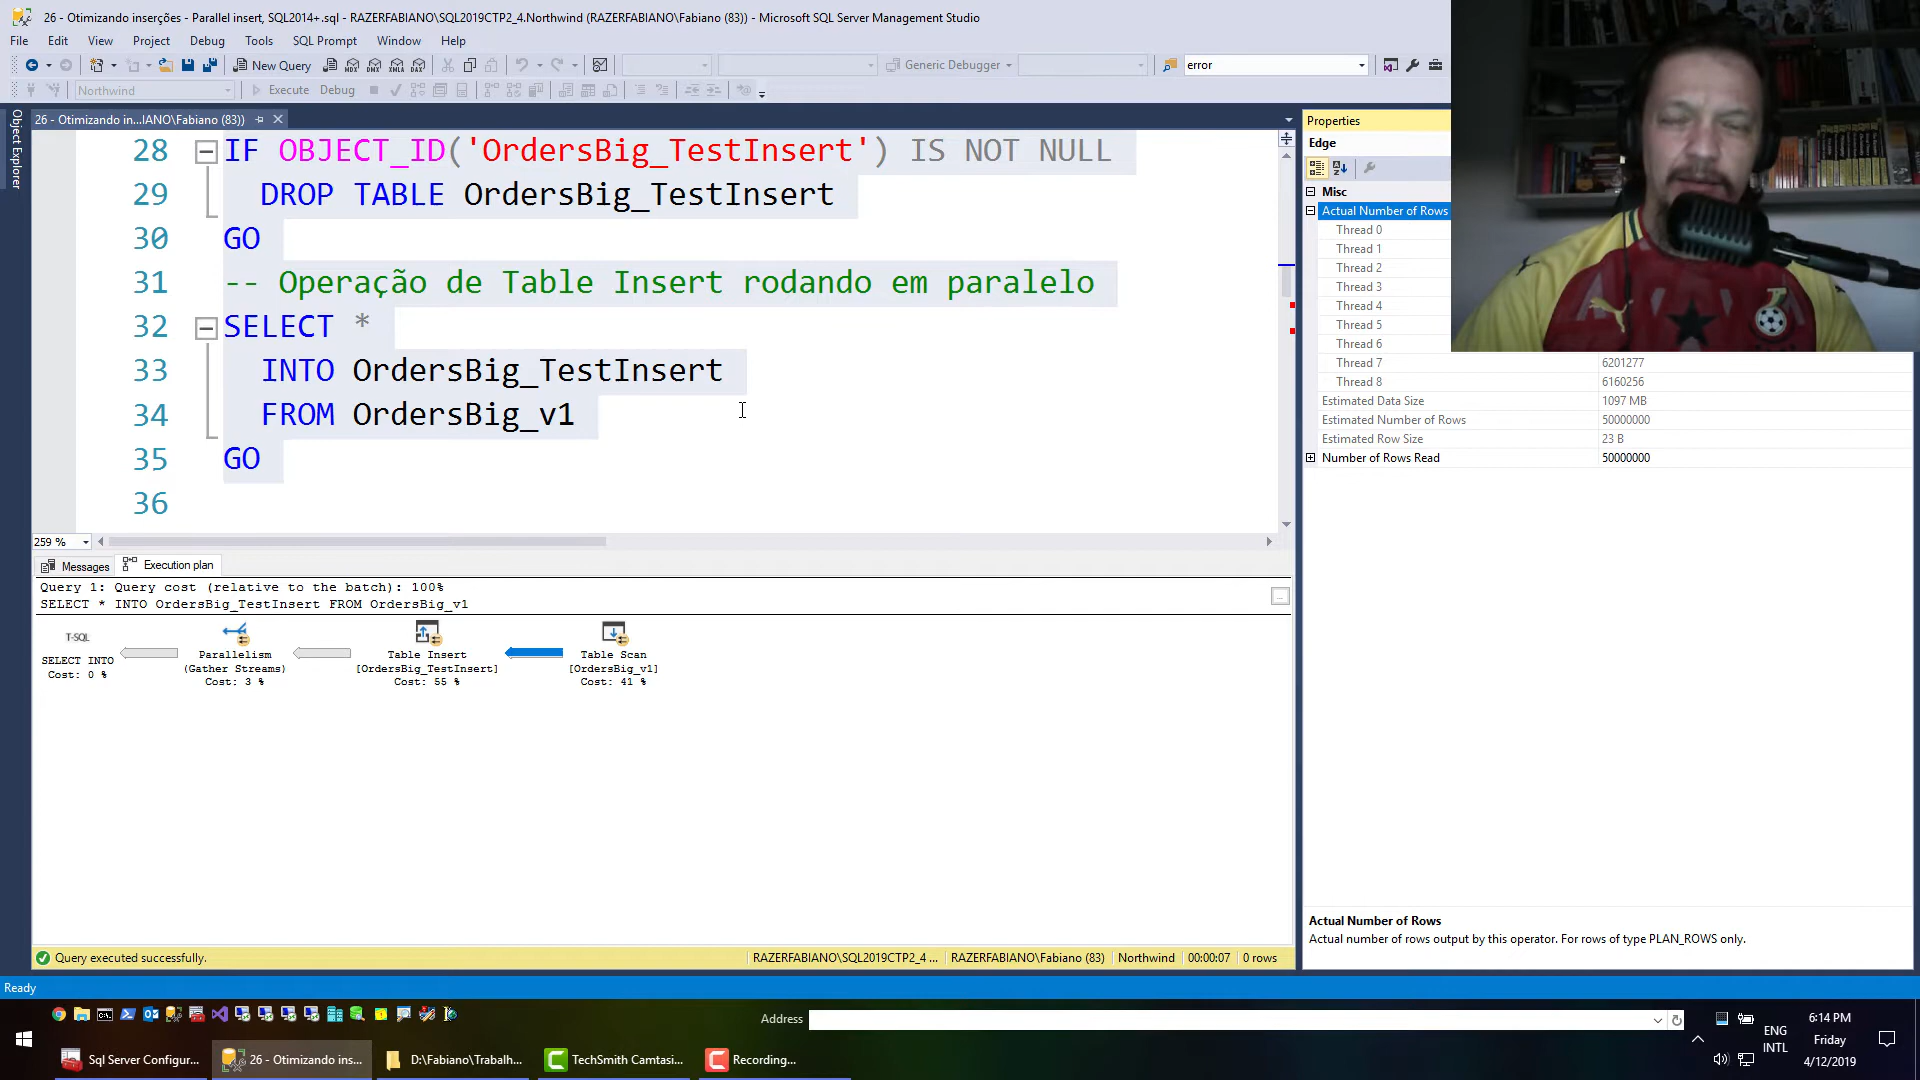 26 - Otimizando inserções - Parallel insert, SQL2014+.sql - RAZERFABIANO\SQL2019CTP2_4.Northwind (RAZERFABIANO\Fabiano (83)) - Microsoft SQL Server Management Studio
File Edit View Project Debug Tools SQL Prompt Window Help
New Query Generic Debugger error
Northwind Execute Debug
Object Explorer
26 - Otimizando in...IANO\Fabiano (83))
28 IF OBJECT_ID('OrdersBig_TestInsert') IS NOT NULL
29 DROP TABLE OrdersBig_TestInsert
30 GO
31 -- Operação de Table Insert rodando em paralelo
32 SELECT *
33 INTO OrdersBig_TestInsert
34 FROM OrdersBig_v1
35 GO
36
259 %
Messages Execution plan
Query 1: Query cost (relative to the batch): 100%
SELECT * INTO OrdersBig_TestInsert FROM OrdersBig_v1
T-SQL
SELECT INTO
Cost: 0 %
Parallelism
(Gather Streams)
Cost: 3 %
Table Insert
[OrdersBig_TestInsert]
Cost: 55 %
Table Scan
[OrdersBig_v1]
Cost: 41 %
Query executed successfully. RAZERFABIANO\SQL2019CTP2_4 ... RAZERFABIANO\Fabiano (83) Northwind 00:00:07 0 rows
Properties
Edge
Misc
Actual Number of Rows
Thread 0
Thread 1
Thread 2
Thread 3
Thread 4
Thread 5
Thread 6
Thread 7 6201277
Thread 8 6160256
Estimated Data Size 1097 MB
Estimated Number of Rows 50000000
Estimated Row Size 23 B
Number of Rows Read 50000000
Actual Number of Rows
Actual number of rows output by this operator. For rows of type PLAN_ROWS only.
Ready
Address
Sql Server Configur... 26 - Otimizando ins... D:\Fabiano\Trabalh... TechSmith Camtasi... Recording...
ENG
INTL
6:14 PM
Friday
4/12/2019